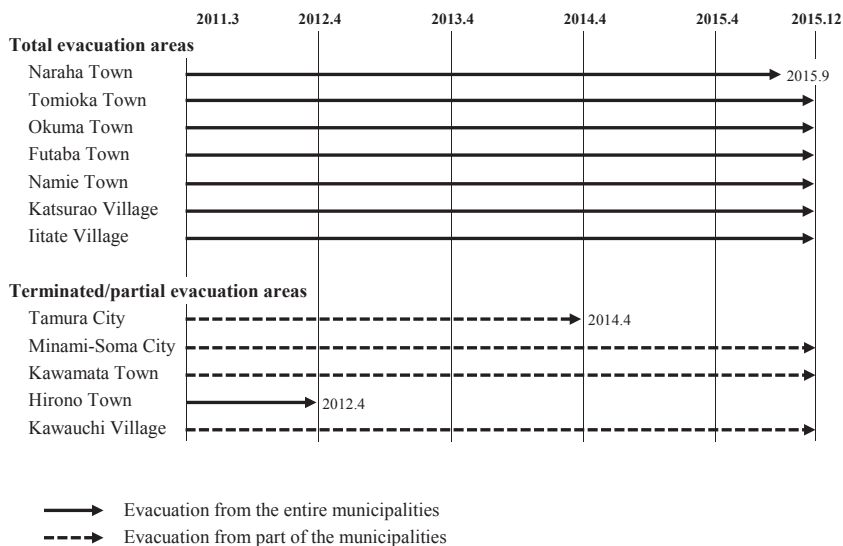 2011.3 2012.4 2013.4 2014.4 2015.4 2015.12
Total evacuation areas
Naraha Town 2015.9
Tomioka Town
Okuma Town
Futaba Town
Namie Town
Katsurao Village
Iitate Village
Terminated/partial evacuation areas
Tamura City 2014.4
Minami-Soma City
Kawamata Town
Hirono Town 2012.4
Kawauchi Village
Evacuation from the entire municipalities
Evacuation from part of the municipalities